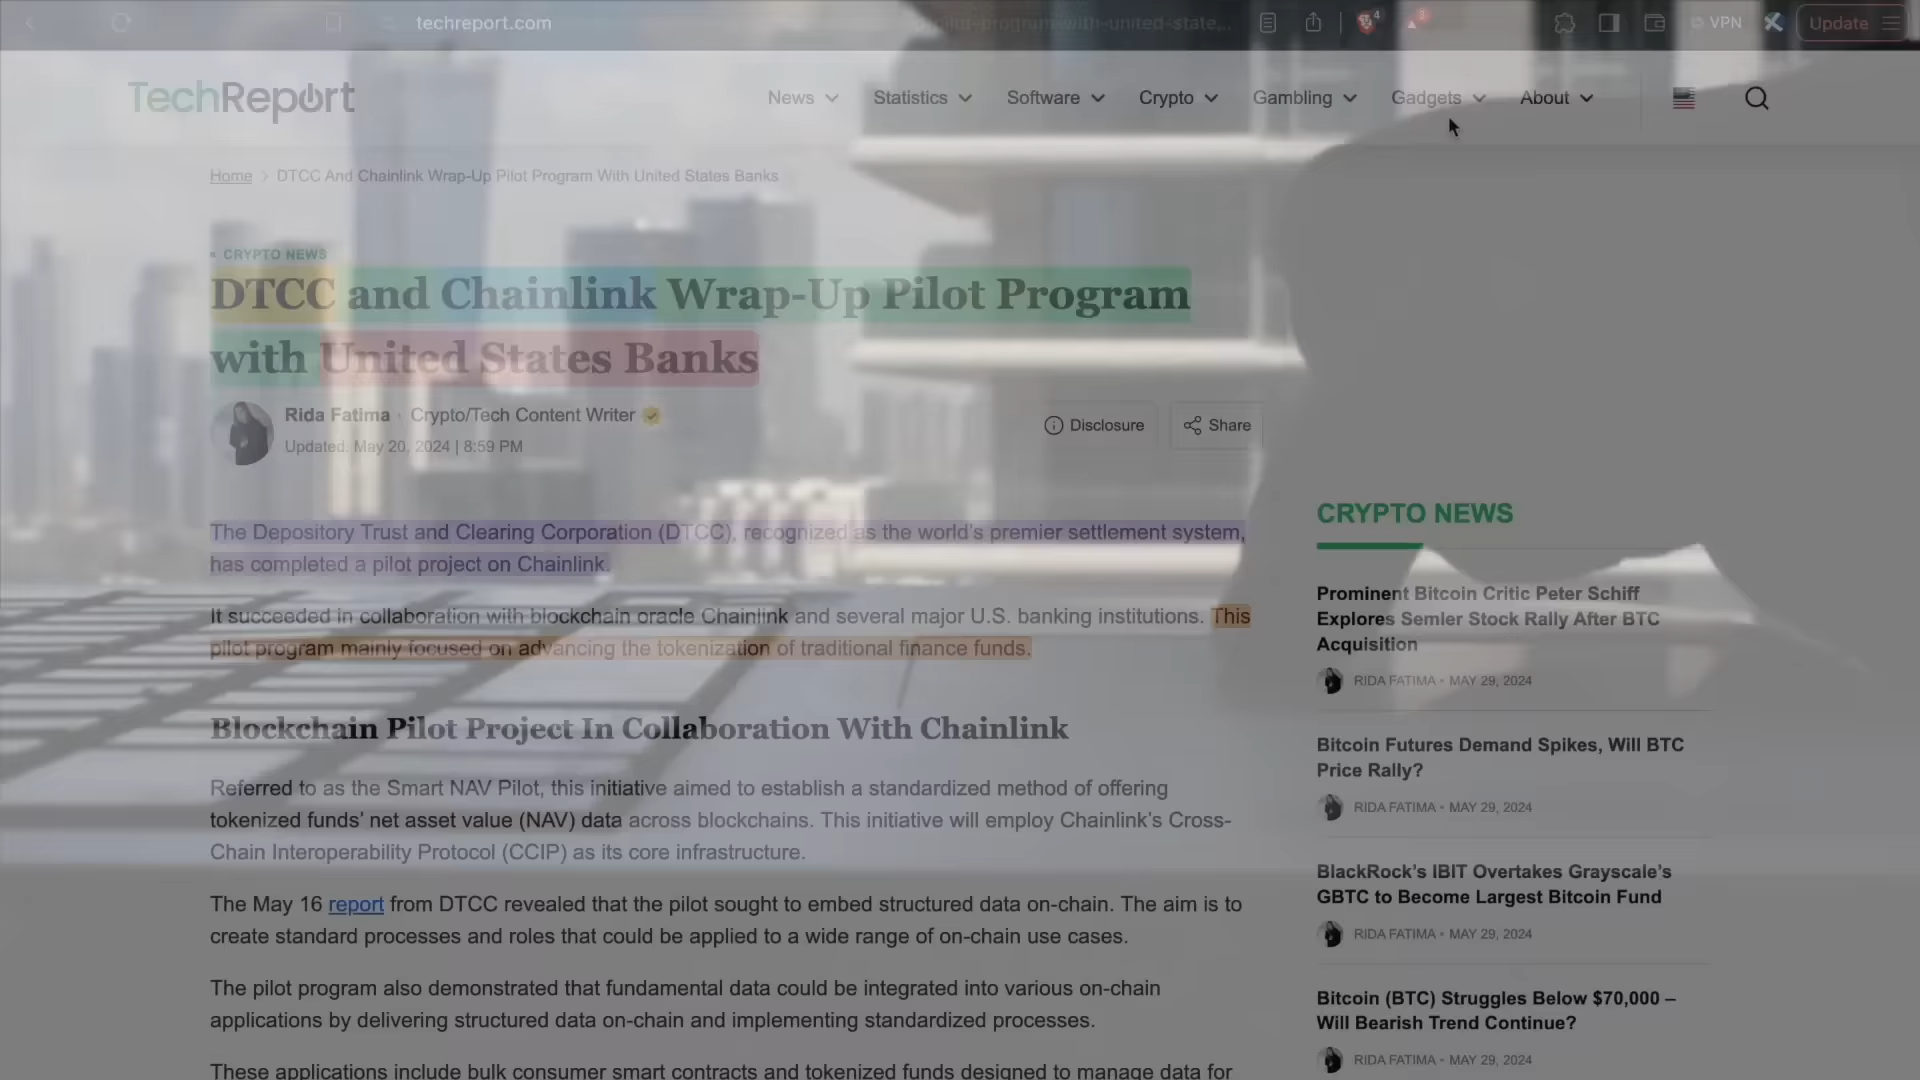 techreport.com
pilot-program-with-united-state...
4
3
VPN
Update
TechReport
News
Statistics
Software
Crypto
Gambling
Gadgets
About
Home > DTCC And Chainlink Wrap-Up Pilot Program With United States Banks
CRYPTO NEWS
DTCC and Chainlink Wrap-Up Pilot Program
with United States Banks
Rida Fatima · Crypto/Tech Content Writer
Updated: May 20, 2024 | 8:59 PM
Disclosure
Share
The Depository Trust and Clearing Corporation (DTCC), recognized as the world's premier settlement system,
has completed a pilot project on Chainlink.
It succeeded in collaboration with blockchain oracle Chainlink and several major U.S. banking institutions. This
pilot program mainly focused on advancing the tokenization of traditional finance funds.
Blockchain Pilot Project In Collaboration With Chainlink
Referred to as the Smart NAV Pilot, this initiative aimed to establish a standardized method of offering
tokenized funds' net asset value (NAV) data across blockchains. This initiative will employ Chainlink's Cross-
Chain Interoperability Protocol (CCIP) as its core infrastructure.
The May 16 report from DTCC revealed that the pilot sought to embed structured data on-chain. The aim is to
create standard processes and roles that could be applied to a wide range of on-chain use cases.
The pilot program also demonstrated that fundamental data could be integrated into various on-chain
applications by delivering structured data on-chain and implementing standardized processes.
These applications include bulk consumer smart contracts and tokenized funds designed to manage data for
CRYPTO NEWS
Prominent Bitcoin Critic Peter Schiff
Explores Semler Stock Rally After BTC
Acquisition
RIDA FATIMA • MAY 29, 2024
Bitcoin Futures Demand Spikes, Will BTC
Price Rally?
RIDA FATIMA • MAY 29, 2024
BlackRock's IBIT Overtakes Grayscale's
GBTC to Become Largest Bitcoin Fund
RIDA FATIMA • MAY 29, 2024
Bitcoin (BTC) Struggles Below $70,000 –
Will Bearish Trend Continue?
RIDA FATIMA • MAY 29, 2024